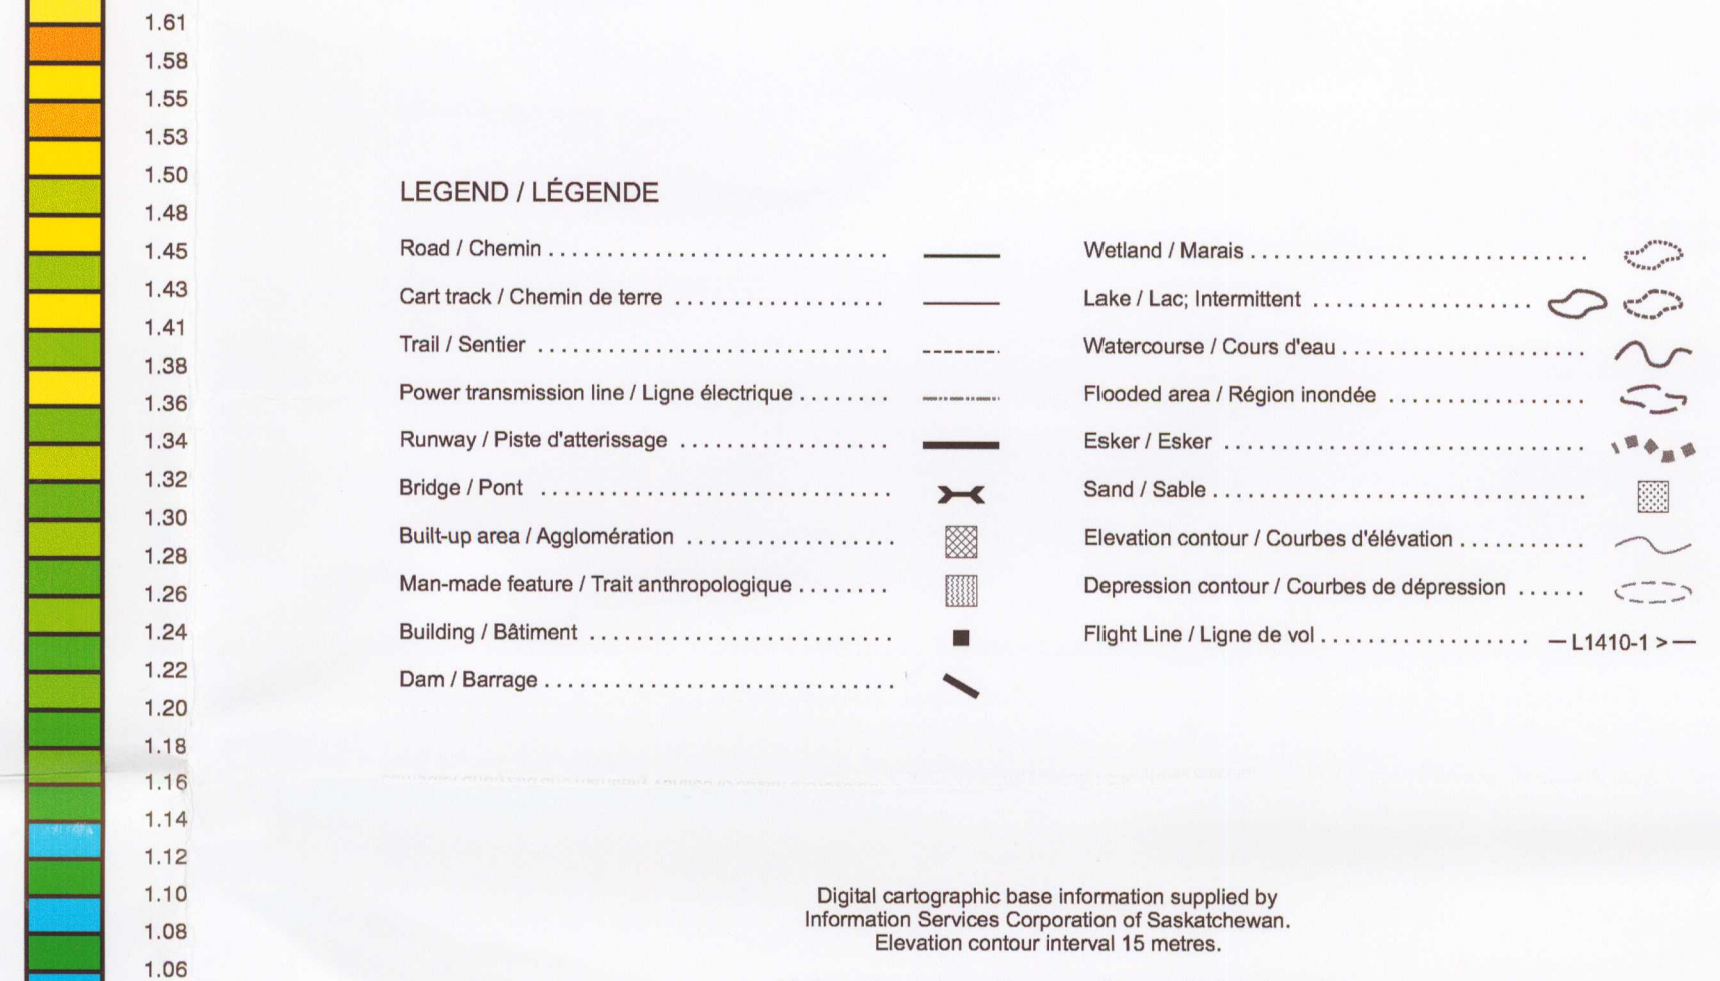 1.61
1.58
1.55
1.53
1.50
1.48
1.45
1.43
1.41
1.38
1.36
1.34
1.32
1.30
1.28
1.26
1.24
1.22
1.20
1.18
1.16
1.14
1.12
1.10
1.08
1.06
LEGEND / LÉGENDE
Road / Chemin
Cart track / Chemin de terre
Trail / Sentier
Power transmission line / Ligne électrique
Runway / Piste d'atterissage
Bridge / Pont
Built-up area / Agglomération
Man-made feature / Trait anthropologique
Building / Bâtiment
Dam / Barrage
Wetland / Marais
Lake / Lac; Intermittent
Watercourse / Cours d'eau
Flooded area / Région inondée
Esker / Esker
Sand / Sable
Elevation contour / Courbes d'élévation
Depression contour / Courbes de dépression
Flight Line / Ligne de vol L1410-1 >
Digital cartographic base information supplied by
Information Services Corporation of Saskatchewan.
Elevation contour interval 15 metres.